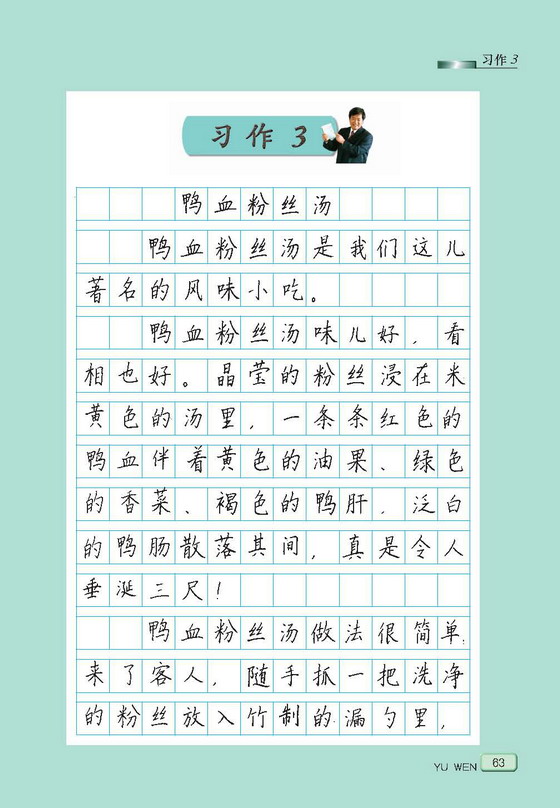 习作3
习作3
鸭血粉丝汤
鸭血粉丝汤是我们这儿
著名的风味小吃。
鸭血粉丝汤味儿好，看
相也好。晶莹的粉丝浸在米
黄色的汤里，一条条红色的
鸭血伴着黄色的油果、绿色
的香菜、褐色的鸭肝，泛白
的鸭肠散落其间，真是令人
垂涎三尺！
鸭血粉丝汤做法很简单，
来了客人，随手抓一把洗净
的粉丝放入竹制的漏勺里，
YU WEN 63